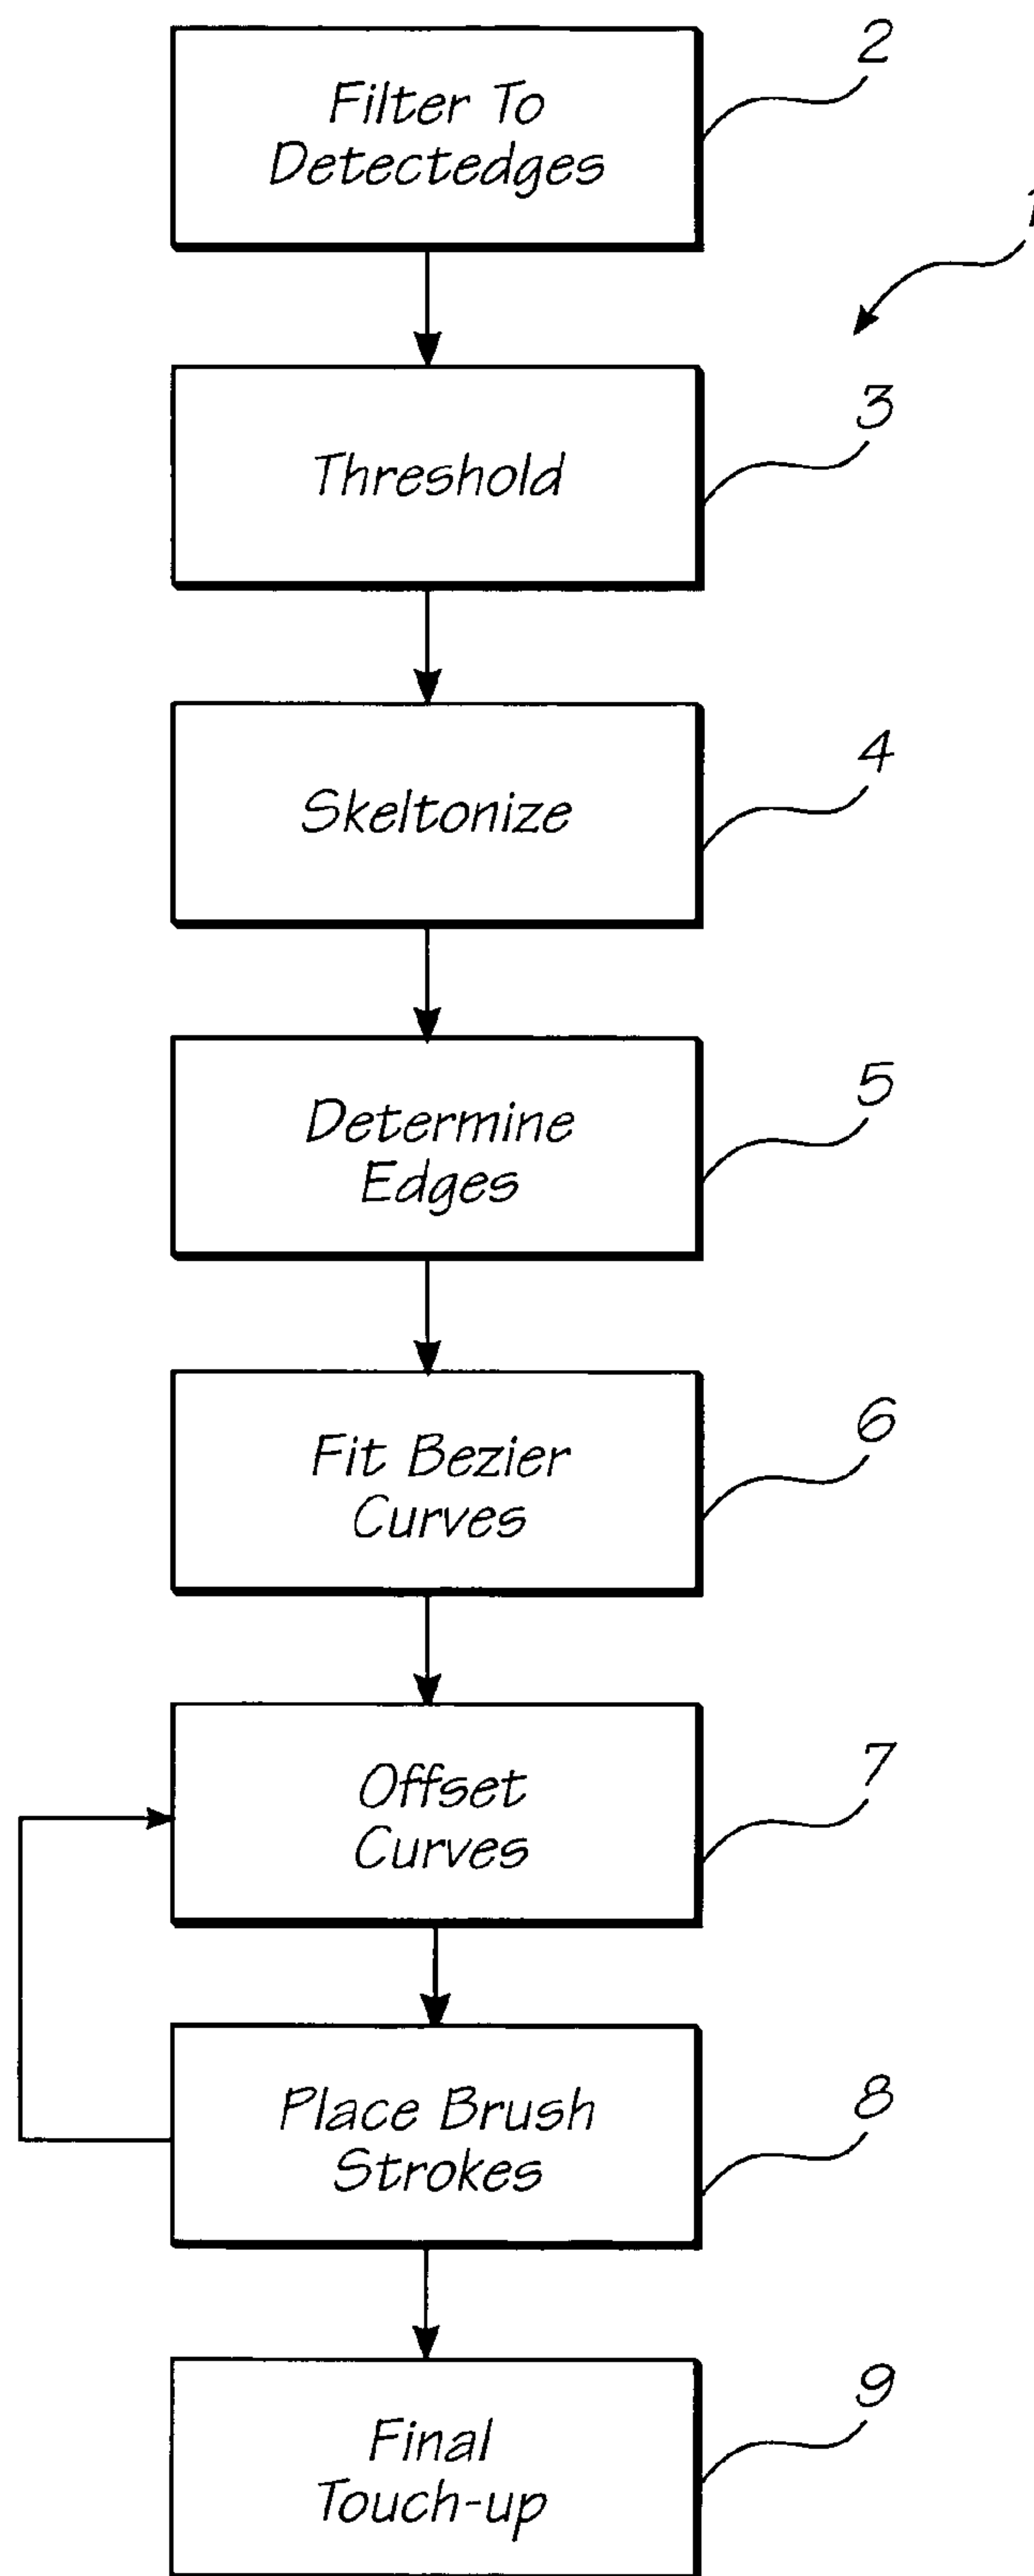 2
Filter To
Detectedges
1
3
Threshold
4
Skeltonize
5
Determine
Edges
6
Fit Bezier
Curves
7
Offset
Curves
8
Place Brush
Strokes
9
Final
Touch-up